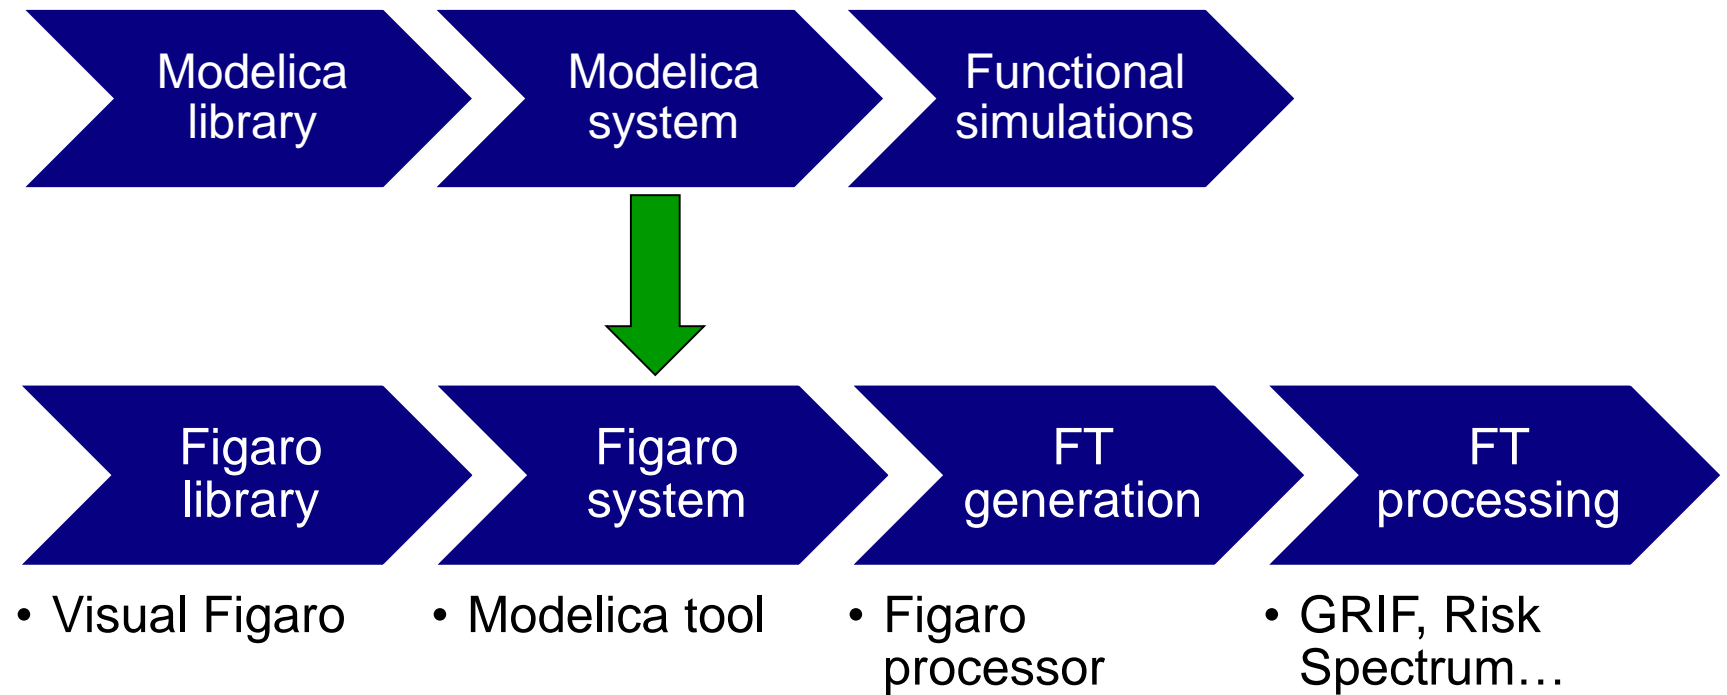 Modelica
library
Modelica
system
Functional
simulations
Figaro
library
Figaro
system
FT
generation
FT
processing
• Visual Figaro
• Modelica tool
• Figaro
processor
• GRIF, Risk
Spectrum…